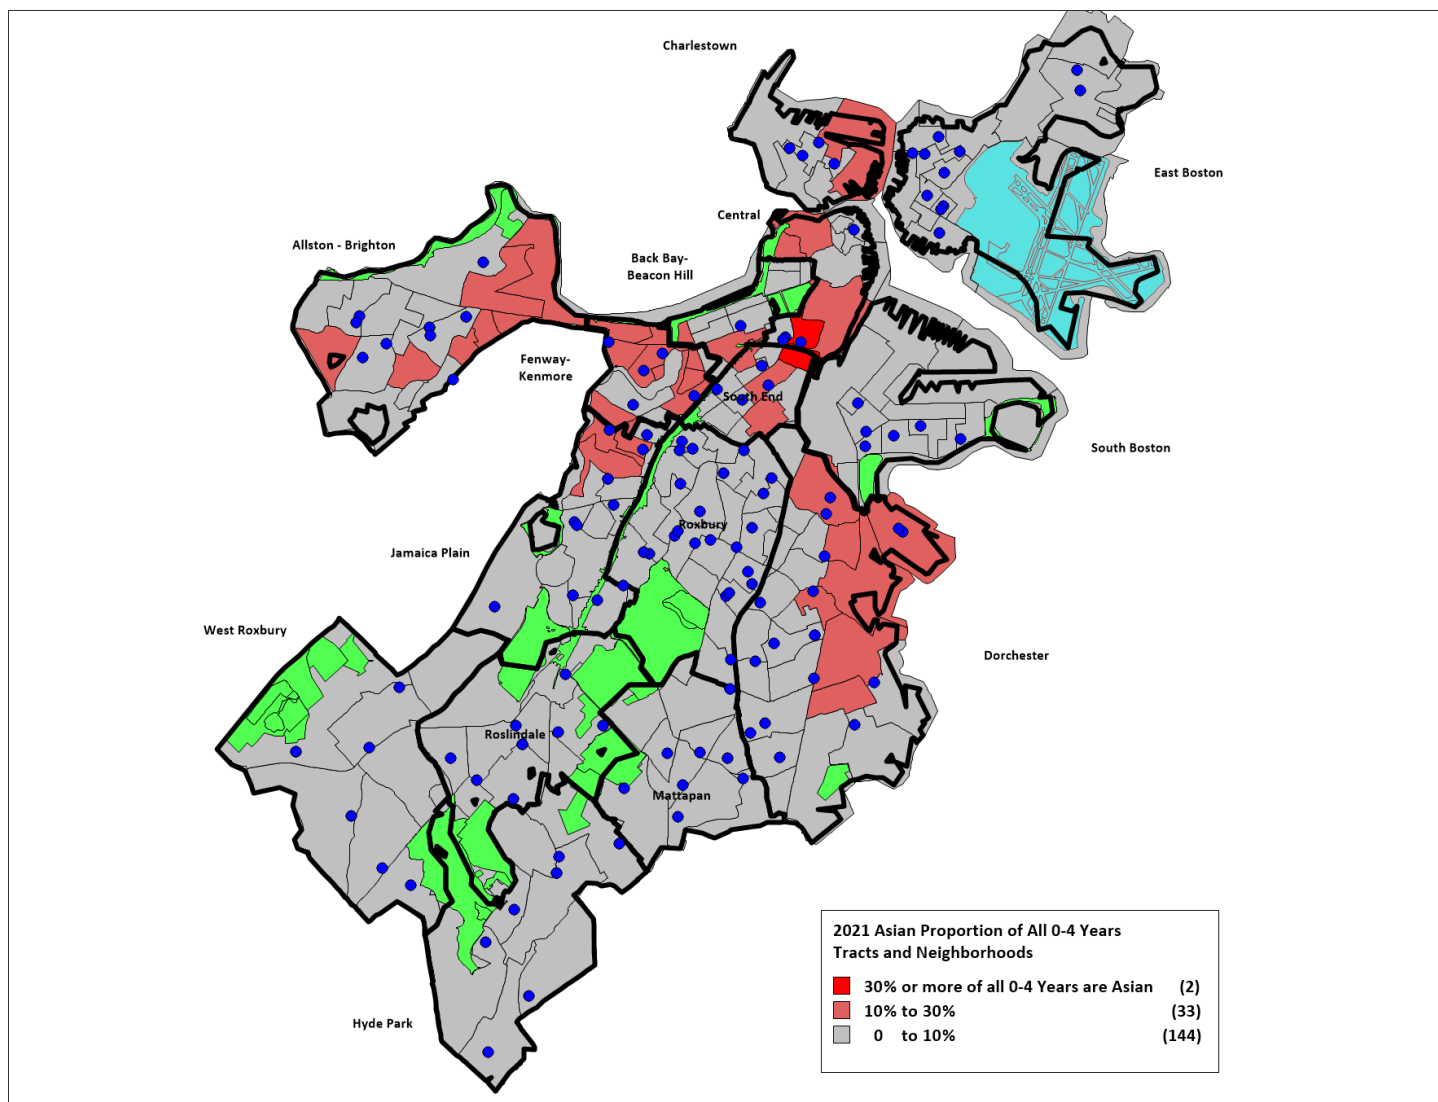 Charlestown
East Boston
Central
Allston - Brighton
Back Bay-
Beacon Hill
Fenway-
Kenmore
South End
South Boston
Roxbury
Jamaica Plain
West Roxbury
Dorchester
Roslindale
Mattapan
Hyde Park
2021 Asian Proportion of All 0-4 Years
Tracts and Neighborhoods
30% or more of all 0-4 Years are Asian (2)
10% to 30% (33)
0 to 10% (144)